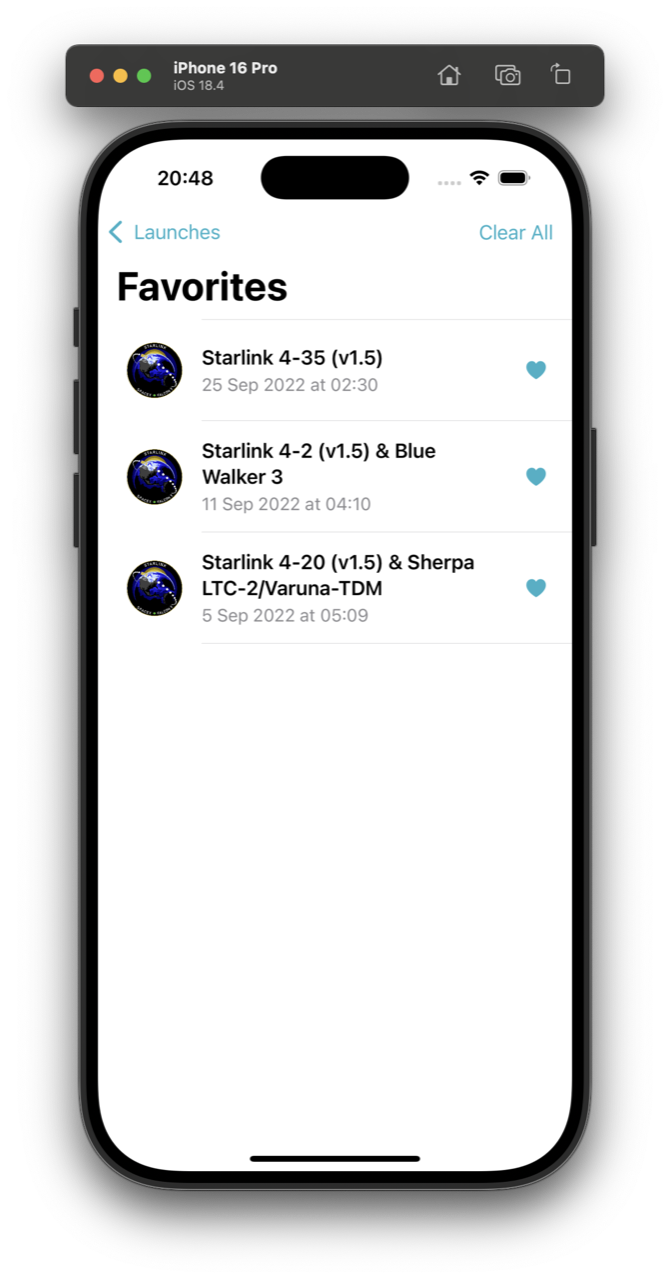 iPhone 16 Pro
iOS 18.4
20:48
Launches
Clear All
Favorites
Starlink 4-35 (v1.5)
25 Sep 2022 at 02:30
Starlink 4-2 (v1.5) & Blue
Walker 3
11 Sep 2022 at 04:10
Starlink 4-20 (v1.5) & Sherpa
LTC-2/Varuna-TDM
5 Sep 2022 at 05:09